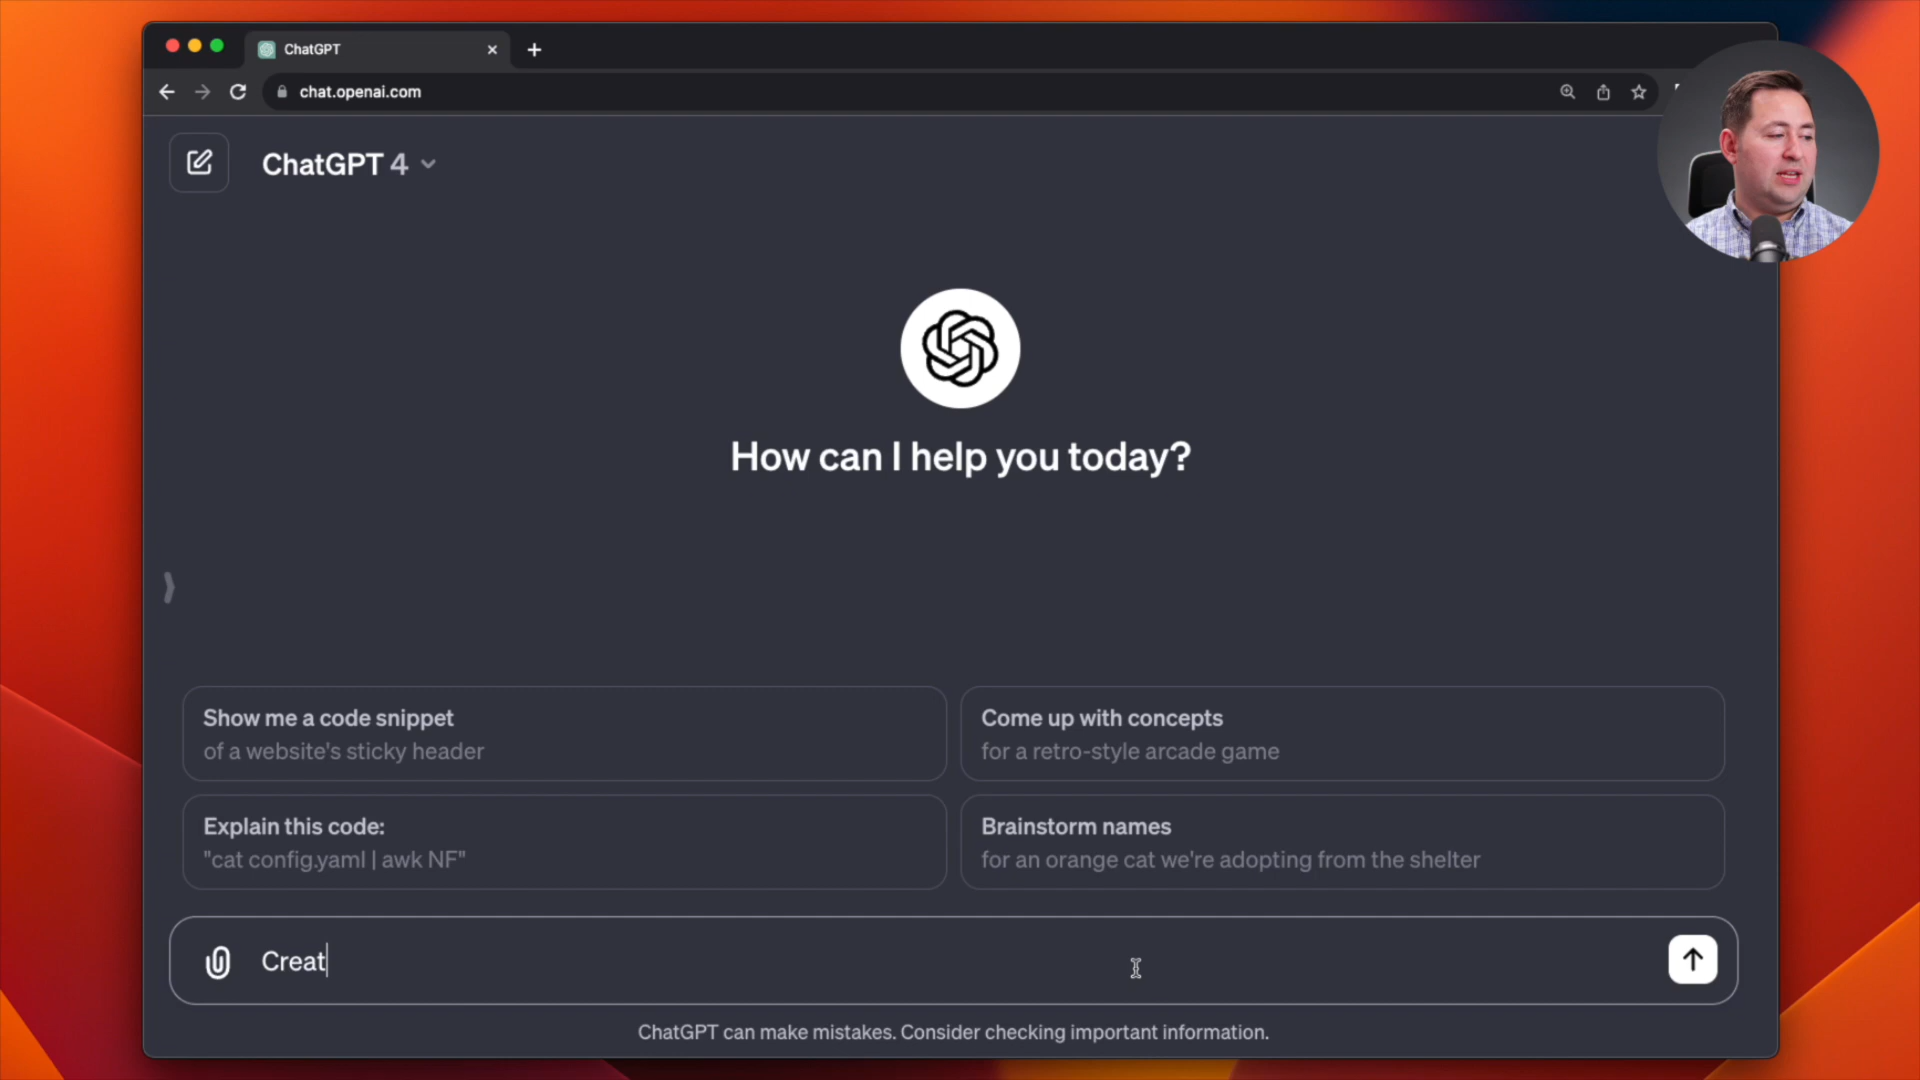 ChatGPT
chat.openai.com
ChatGPT 4
How can I help you today?
Show me a code snippet
of a website's sticky header
Come up with concepts
for a retro-style arcade game
Explain this code:
"cat config.yaml | awk NF"
Brainstorm names
for an orange cat we're adopting from the shelter
Creat
ChatGPT can make mistakes. Consider checking important information.